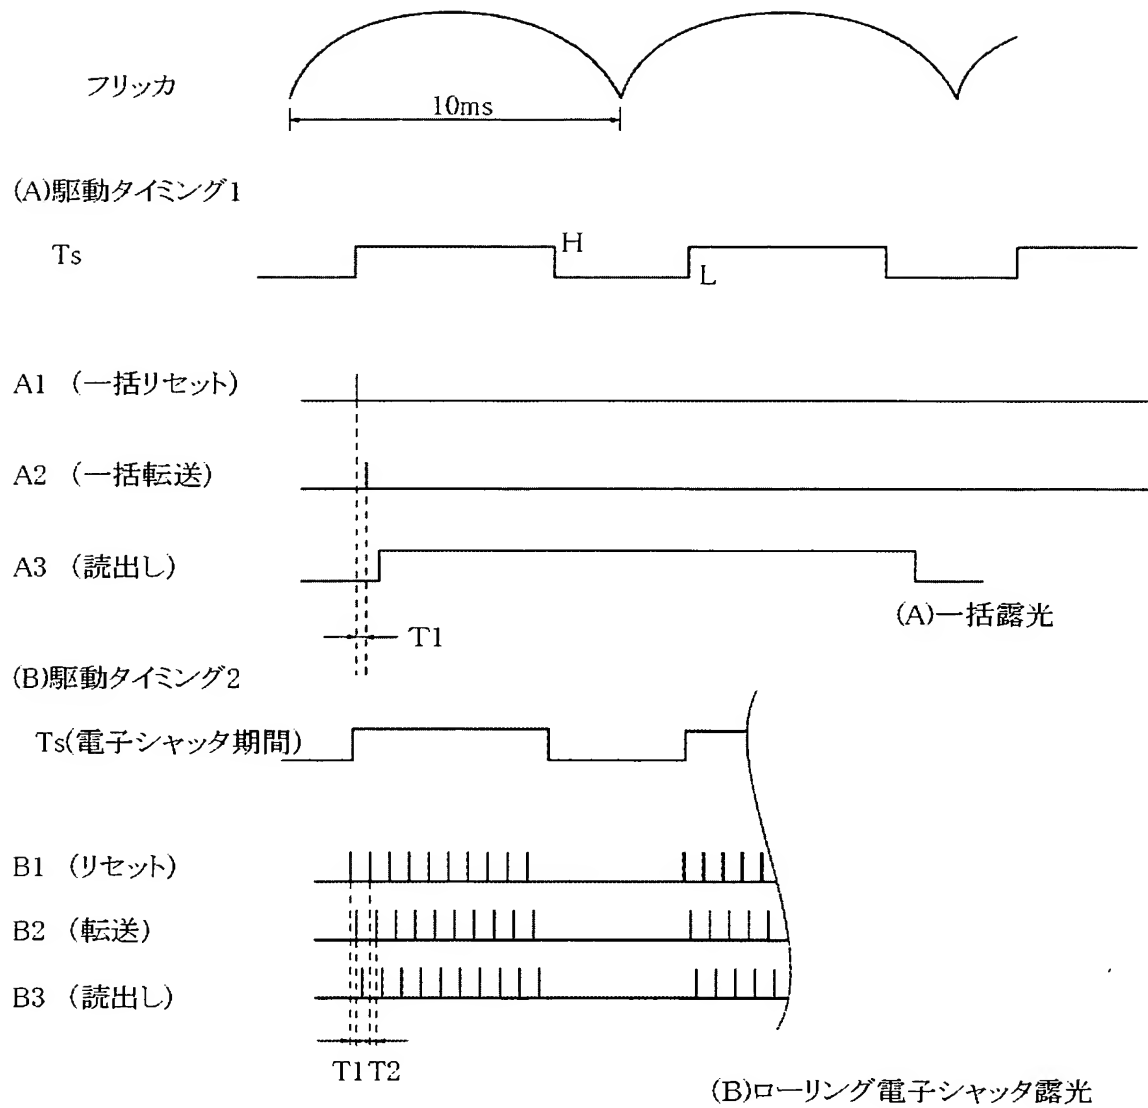 フリッカ
10ms
(A)駆動タイミング1
Ts
H
L
A1 (一括リセット)
A2 (一括転送)
A3 (読出し)
(A)一括露光
T1
(B)駆動タイミング2
Ts(電子シャッタ期間)
B1 (リセット)
B2 (転送)
B3 (読出し)
T1 T2
(B)ローリング電子シャッタ露光